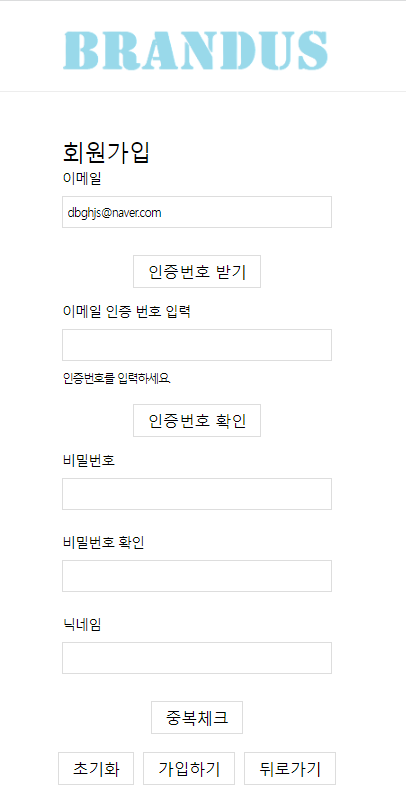 BRANDUS
회원가입
이메일
dbghjs@naver.com
인증번호 받기
이메일 인증 번호 입력
인증번호를 입력하세요.
인증번호 확인
비밀번호
비밀번호 확인
닉네임
중복체크
초기화 가입하기 뒤로가기